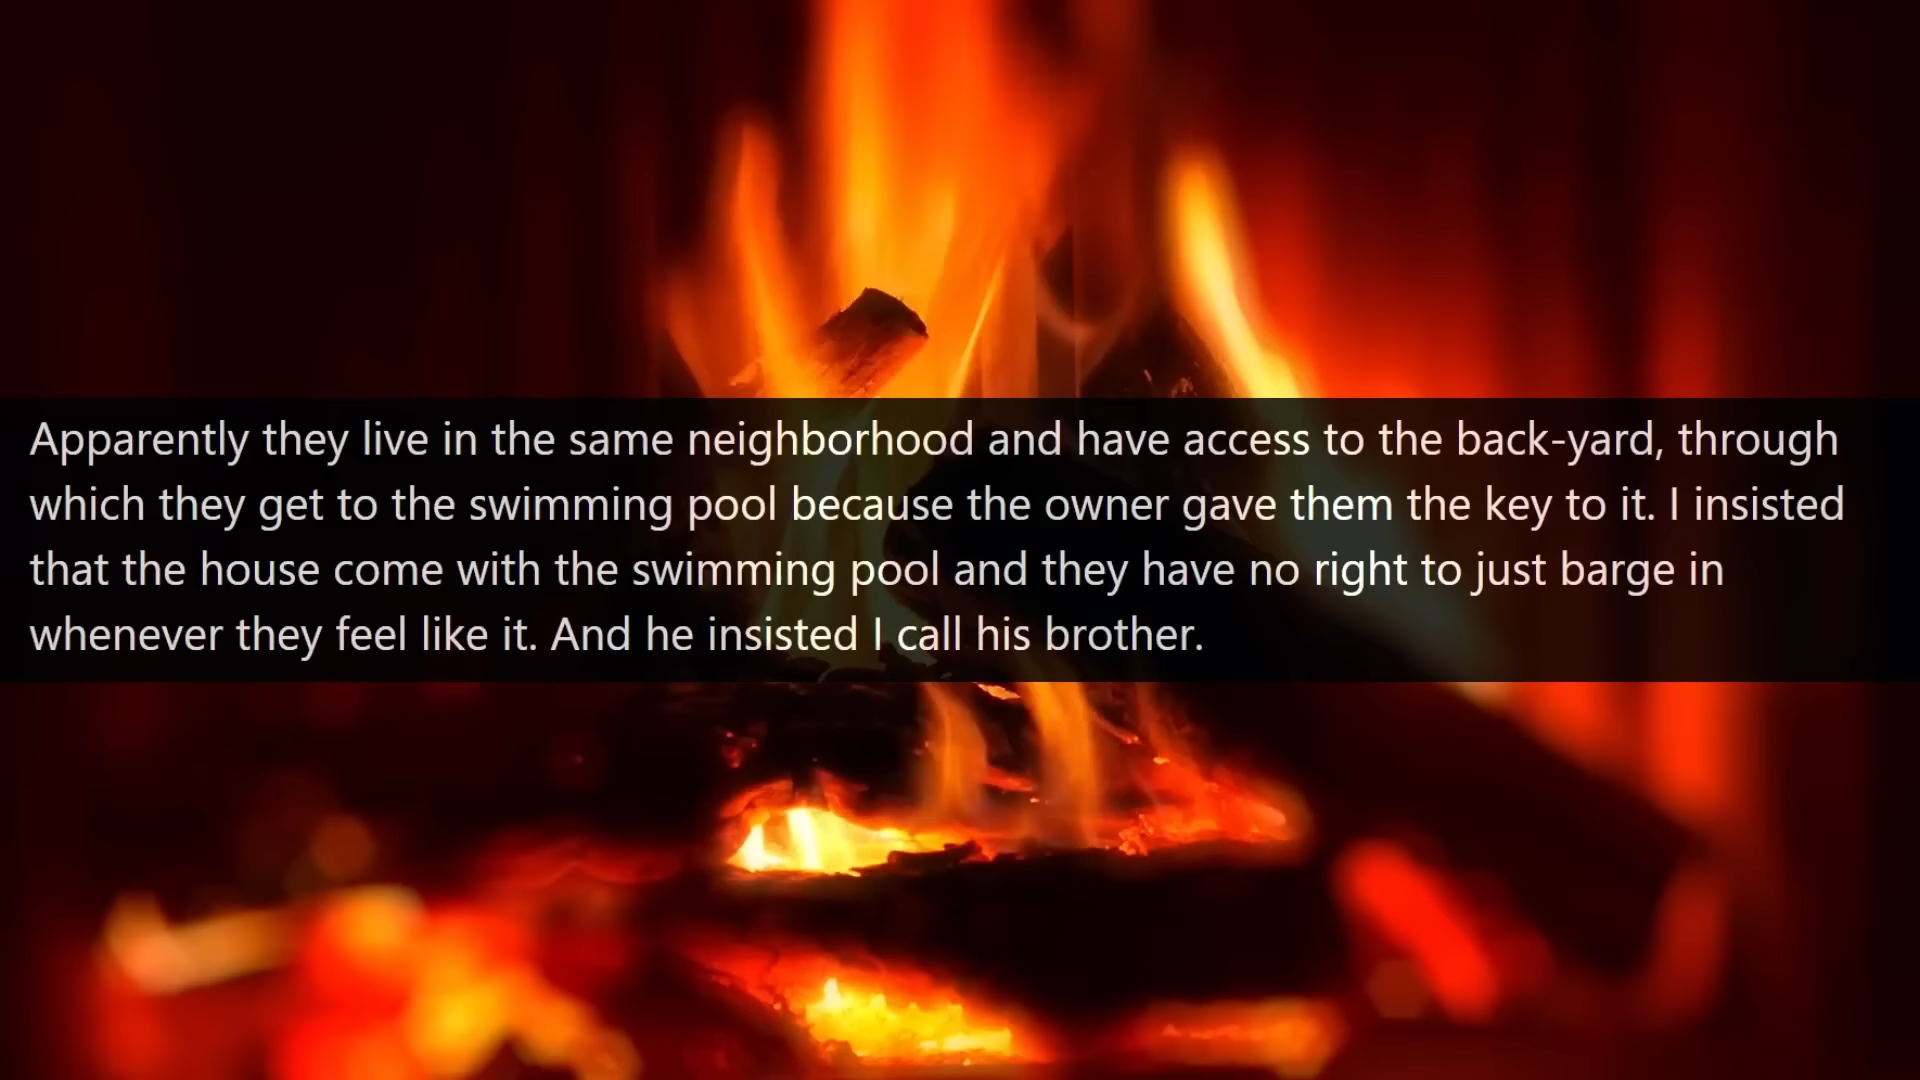 Apparently they live in the same neighborhood and have access to the back-yard, through
which they get to the swimming pool because the owner gave them the key to it. I insisted
that the house come with the swimming pool and they have no right to just barge in
whenever they feel like it. And he insisted I call his brother.